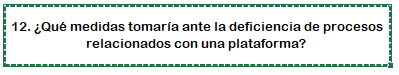 12. ¿Qué medidas tomaría ante la deficiencia de procesos
relacionados con una plataforma?